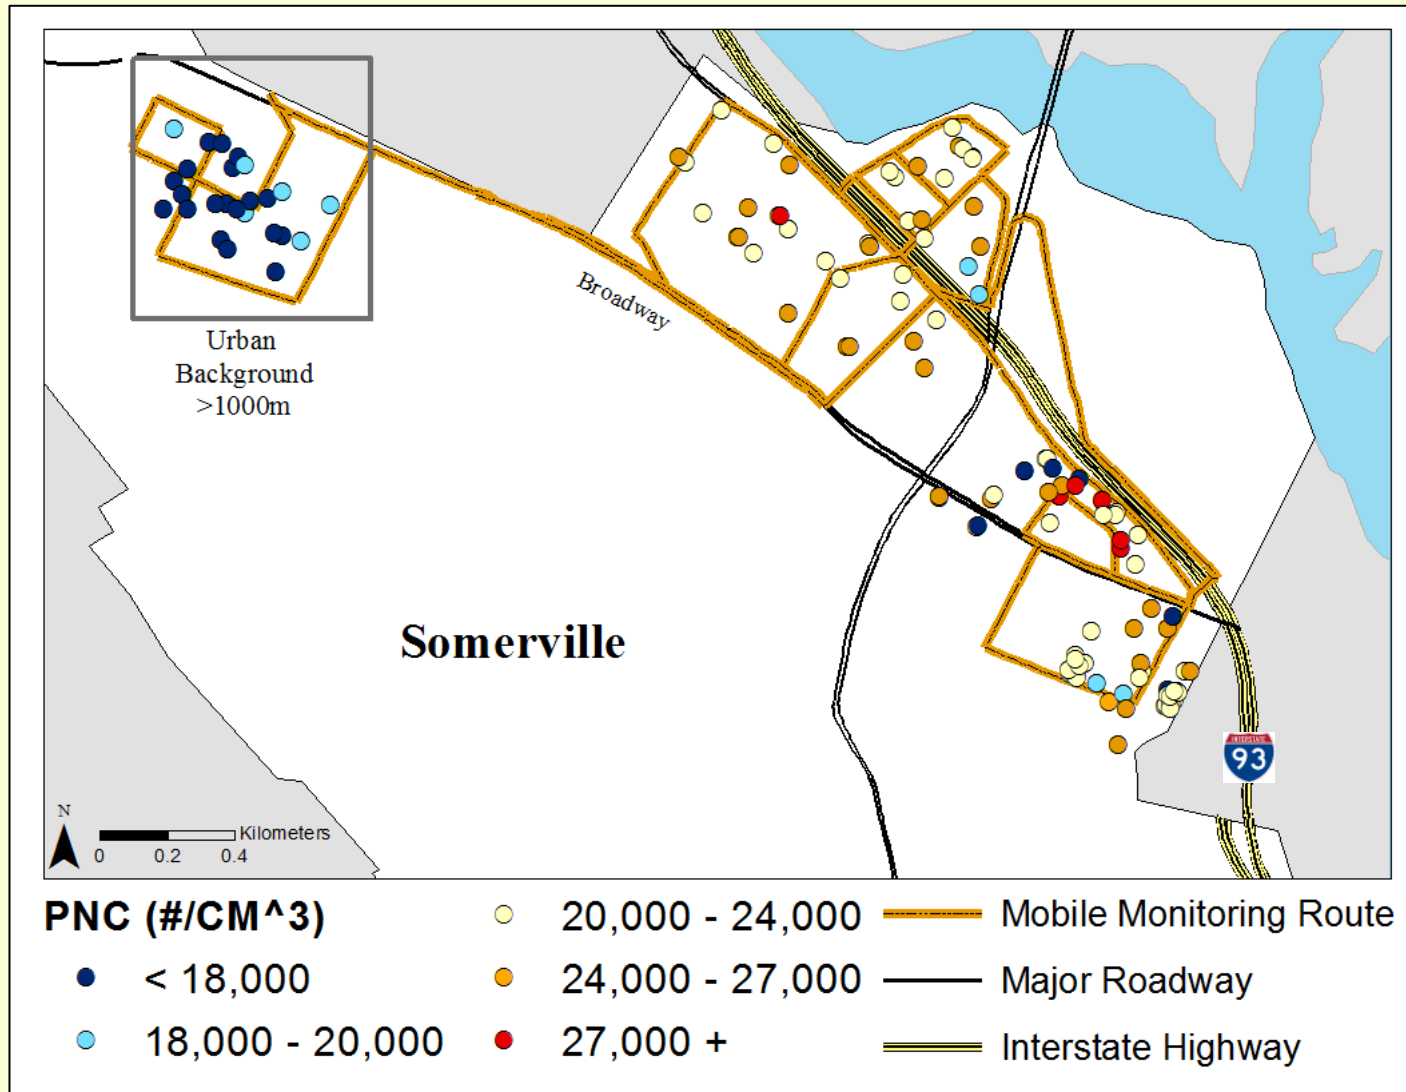 Broadway
Urban
Background
>1000m
Somerville
INTERSTATE
93
N
Kilometers
0 0.2 0.4
PNC (#/CM^3)
< 18,000
18,000 - 20,000
20,000 - 24,000
24,000 - 27,000
27,000 +
Mobile Monitoring Route
Major Roadway
Interstate Highway